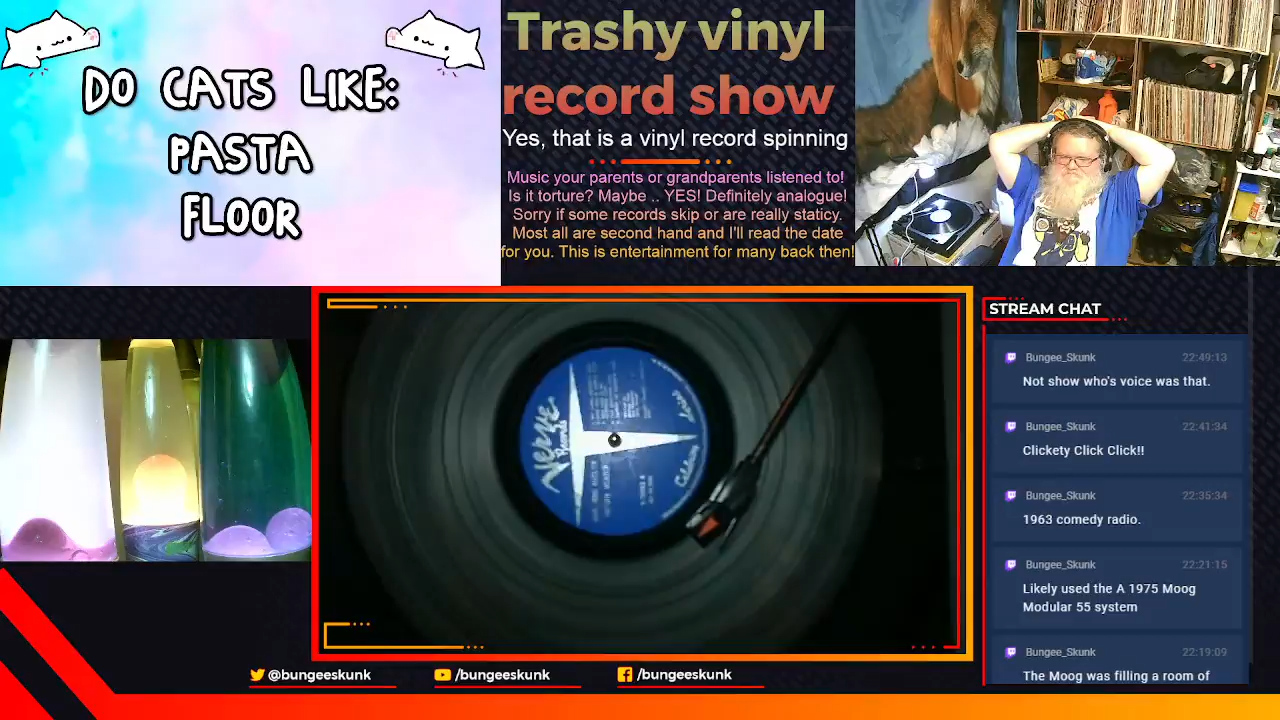 DO CATS LIKE:
PASTA
FLOOR
Trashy vinyl
record show
Yes, that is a vinyl record spinning
Music your parents or grandparents listened to!
Is it torture? Maybe .. YES! Definitely analogue!
Sorry if some records skip or are really staticy.
Most all are second hand and I'll read the date
for you. This is entertainment for many back then!
Verve
Records
STREAM CHAT
Bungee_Skunk 22:49:13
Not show who's voice was that.
Bungee_Skunk 22:41:34
Clickety Click Click!!
Bungee_Skunk 22:35:34
1963 comedy radio.
Bungee_Skunk 22:21:15
Likely used the A 1975 Moog
Modular 55 system
Bungee_Skunk 22:19:09
The Moog was filling a room of
@bungeeskunk
/bungeeskunk
/bungeeskunk